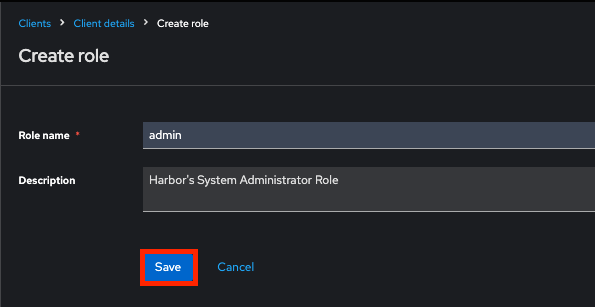 Clients > Client details > Create role
Create role
Role name * admin
Description Harbor's System Administrator Role
Save Cancel